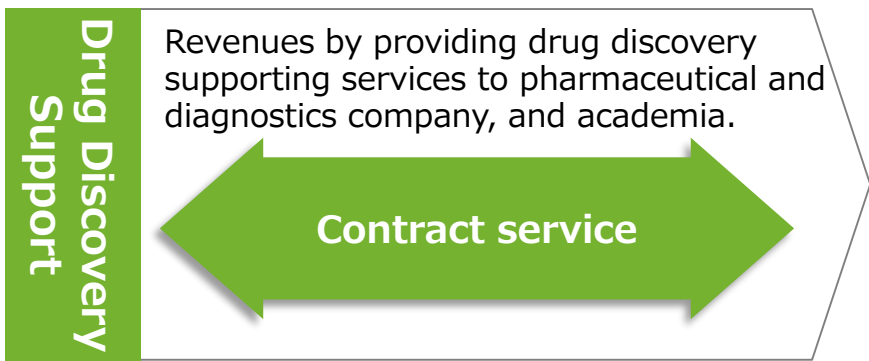 Drug Discovery
Support
Revenues by providing drug discovery
supporting services to pharmaceutical and
diagnostics company, and academia.
Contract service